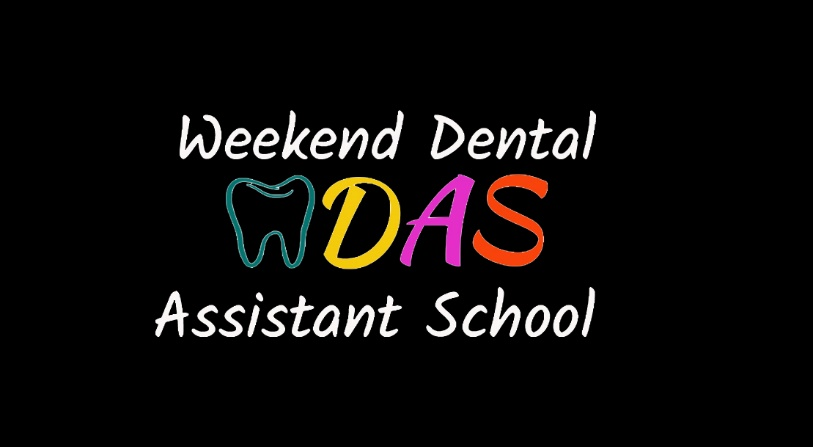 Weekend Dental
DAS
Assistant School